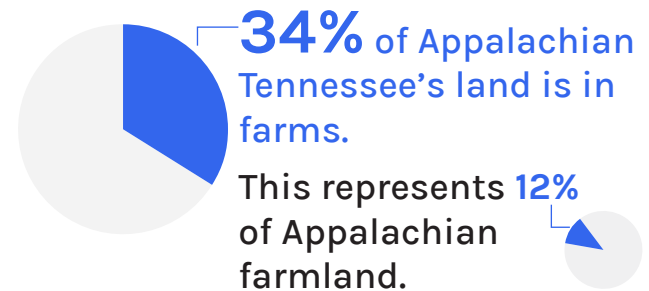 34% of Appalachian
Tennessee’s land is in
farms.
This represents 12%
of Appalachian
farmland.